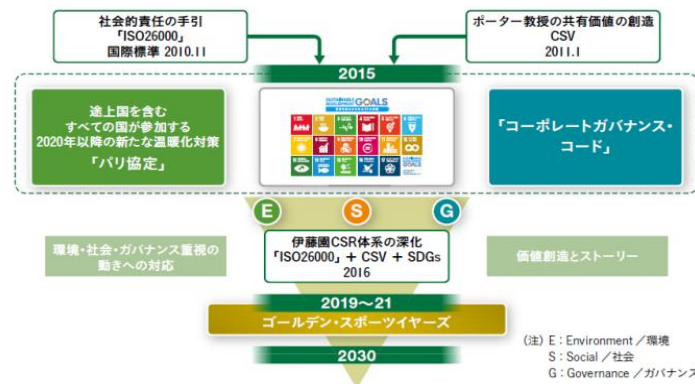 社会的責任の手引
「ISO26000」
国際標準 2010.11
ポーター教授の共有価値の創造
CSV
2011.1
2015
途上国を含む
すべての国が参加する
2020年以降の新たな温暖化対策
「パリ協定」
GOALS
「コーポレートガバナンス・
コード」
E
S
G
環境・社会・ガバナンス重視の
動きへの対応
伊藤園CSR体系の深化
「ISO26000」+ CSV + SDGs
2016
価値創造とストーリー
2019~21
ゴールデン・スポーツイヤーズ
2030
(注) E : Environment /環境
S : Social /社会
G : Governance /ガバナンス